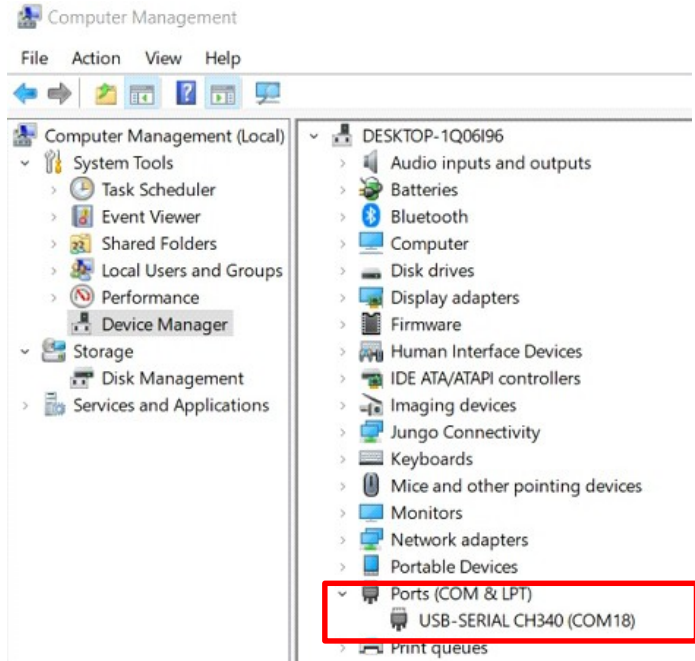 Computer Management
File Action View Help
Computer Management (Local)
System Tools
Task Scheduler
Event Viewer
Shared Folders
Local Users and Groups
Performance
Device Manager
Storage
Disk Management
Services and Applications
DESKTOP-1Q06I96
Audio inputs and outputs
Batteries
Bluetooth
Computer
Disk drives
Display adapters
Firmware
Human Interface Devices
IDE ATA/ATAPI controllers
Imaging devices
Jungo Connectivity
Keyboards
Mice and other pointing devices
Monitors
Network adapters
Portable Devices
Ports (COM & LPT)
USB-SERIAL CH340 (COM18)
Print queues